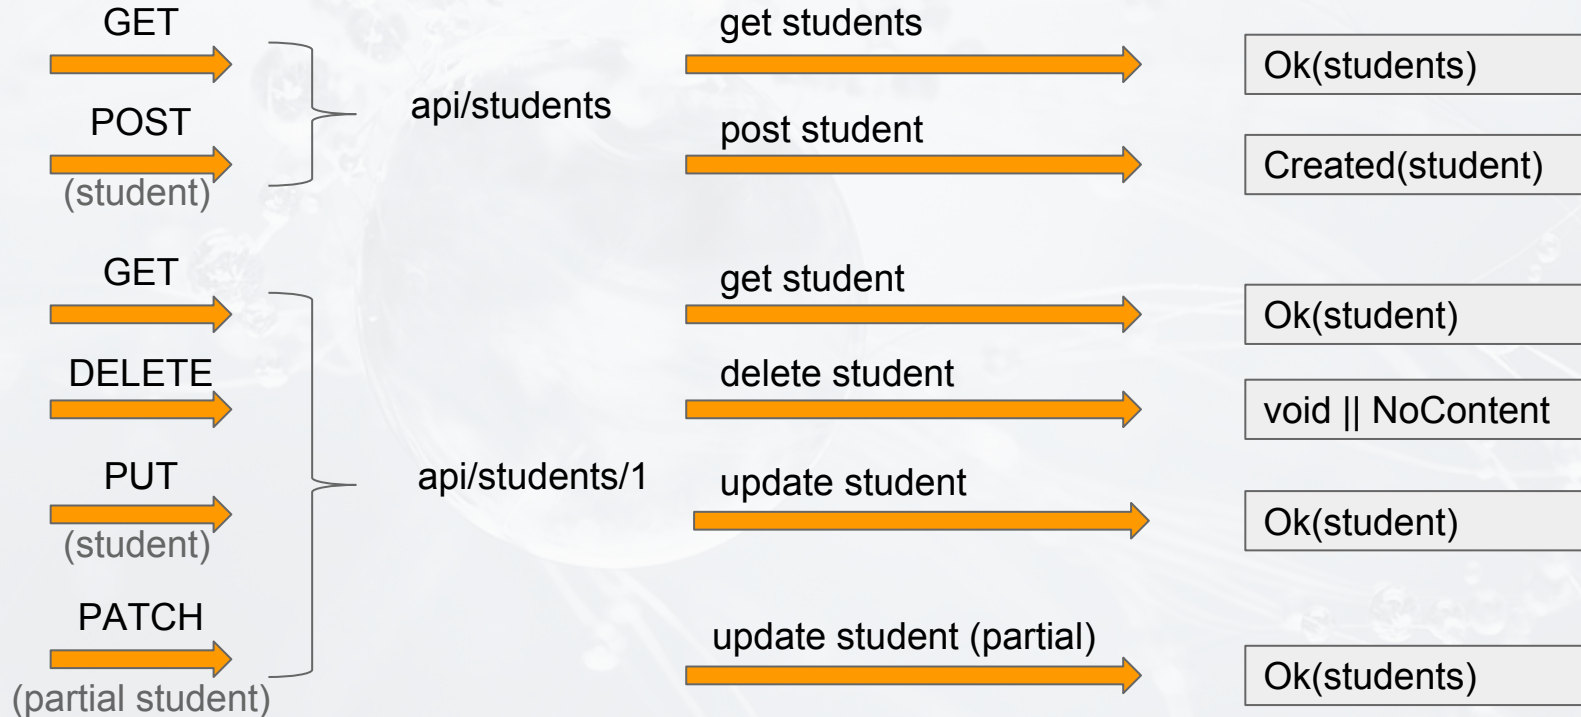 GET
get students
Ok(students)
api/students
POST
(student)
post student
Created(student)
GET
get student
Ok(student)
DELETE
delete student
void || NoContent
api/students/1
PUT
(student)
update student
Ok(student)
PATCH
(partial student)
update student (partial)
Ok(students)